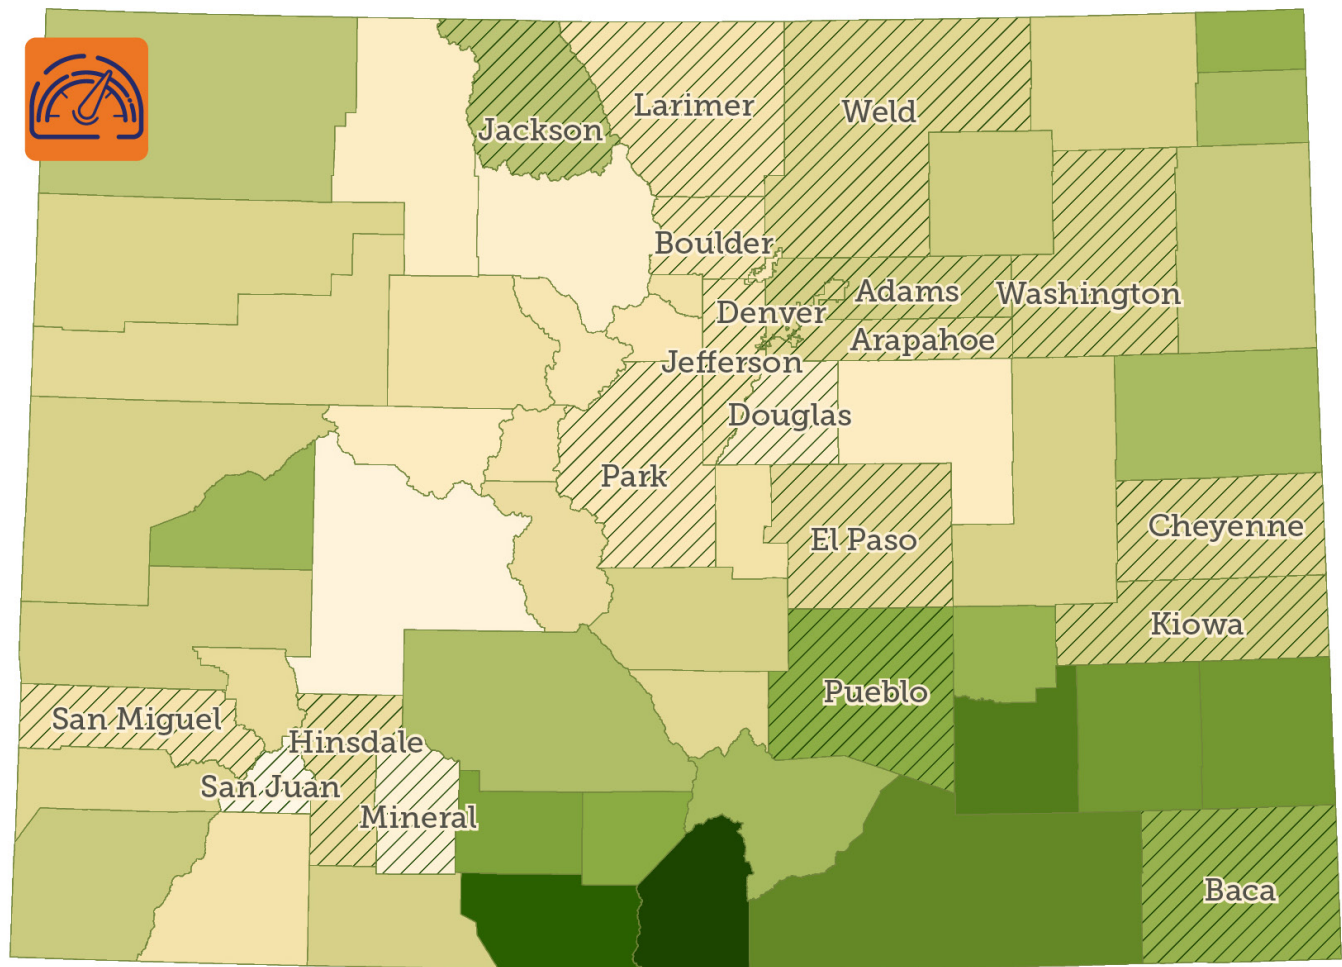 Larimer
Weld
Jackson
Boulder
Adams
Washington
Denver
Arapahoe
Jefferson
Douglas
Park
Cheyenne
El Paso
Kiowa
Pueblo
San Miguel
Hinsdale
San Juan
Mineral
Baca